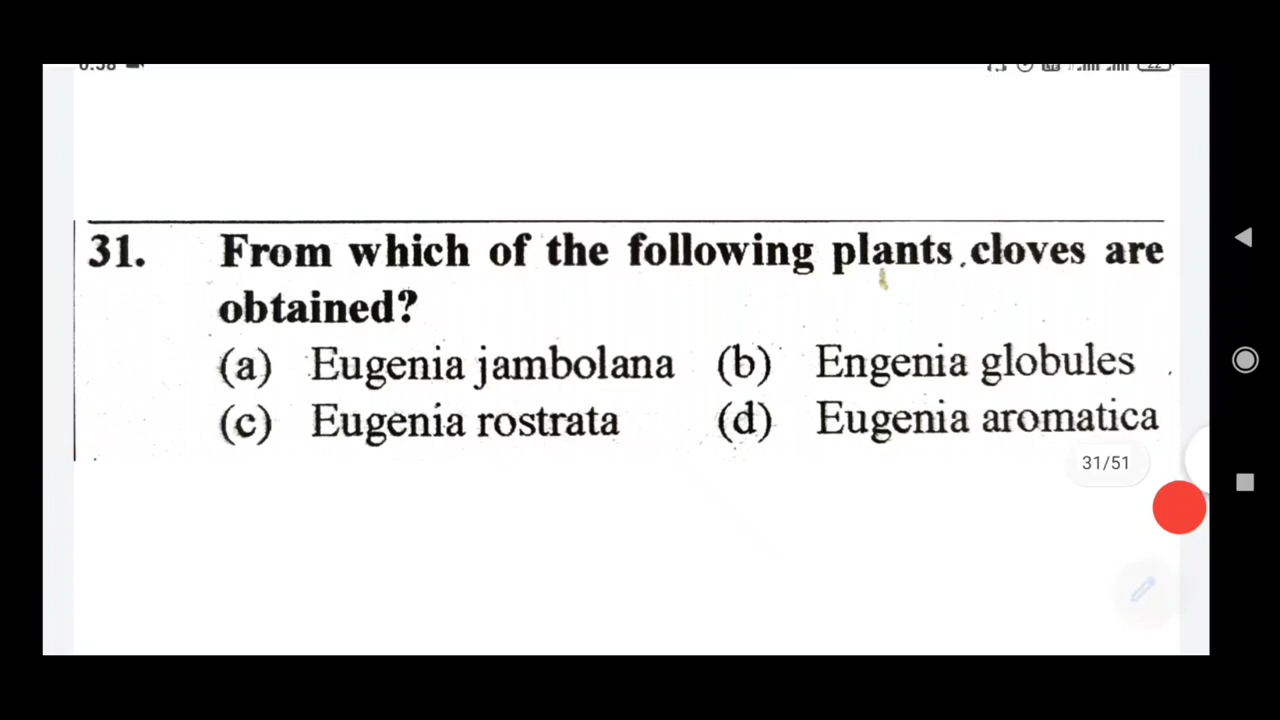 31. From which of the following plants cloves are
obtained?
(a) Eugenia jambolana (b) Engenia globules
(c) Eugenia rostrata (d) Eugenia aromatica
31/51